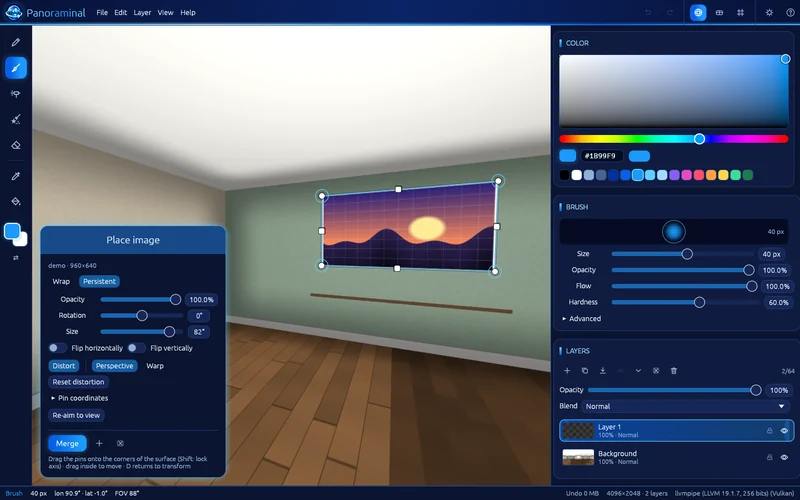 Panoraminal
File Edit Layer View Help
COLOR
#1B99F9
BRUSH
40 px
Size 40 px
Opacity 100.0%
Flow 100.0%
Hardness 60.0%
Advanced
LAYERS
2/64
Opacity 100%
Blend Normal
Layer 1
100% · Normal
Background
100% · Normal
Place image
demo · 960×640
Wrap Persistent
Opacity 100.0%
Rotation 0°
Size 82°
Flip horizontally Flip vertically
Distort Perspective Warp
Reset distortion
Pin coordinates
Re-aim to view
Merge
Drag the pins onto the corners of the surface (Shift: lock
axis) · drag inside to move · D returns to transform
Brush 40 px lon 90.9° · lat -1.0° FOV 88°
Undo 0 MB 4096×2048 · 2 layers llvmpipe (LLVM 19.1.7, 256 bits) (Vulkan)